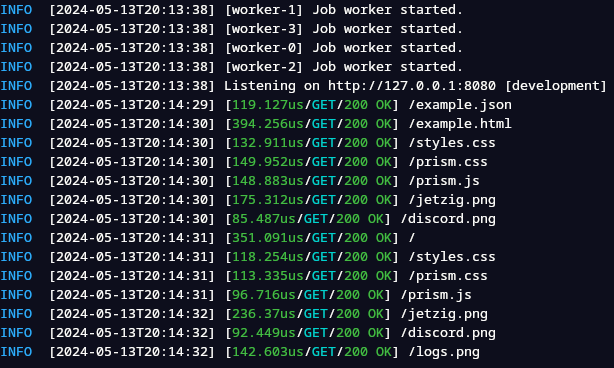 INFO [2024-05-13T20:13:38] [worker-1] Job worker started.
INFO [2024-05-13T20:13:38] [worker-3] Job worker started.
INFO [2024-05-13T20:13:38] [worker-0] Job worker started.
INFO [2024-05-13T20:13:38] [worker-2] Job worker started.
INFO [2024-05-13T20:13:38] Listening on http://127.0.0.1:8080 [development]
INFO [2024-05-13T20:14:29] [119.127us/GET/200 OK] /example.json
INFO [2024-05-13T20:14:30] [394.256us/GET/200 OK] /example.html
INFO [2024-05-13T20:14:30] [132.911us/GET/200 OK] /styles.css
INFO [2024-05-13T20:14:30] [149.952us/GET/200 OK] /prism.css
INFO [2024-05-13T20:14:30] [148.883us/GET/200 OK] /prism.js
INFO [2024-05-13T20:14:30] [175.312us/GET/200 OK] /jetzig.png
INFO [2024-05-13T20:14:30] [85.487us/GET/200 OK] /discord.png
INFO [2024-05-13T20:14:31] [351.091us/GET/200 OK] /
INFO [2024-05-13T20:14:31] [118.254us/GET/200 OK] /styles.css
INFO [2024-05-13T20:14:31] [113.335us/GET/200 OK] /prism.css
INFO [2024-05-13T20:14:31] [96.716us/GET/200 OK] /prism.js
INFO [2024-05-13T20:14:32] [236.37us/GET/200 OK] /jetzig.png
INFO [2024-05-13T20:14:32] [92.449us/GET/200 OK] /discord.png
INFO [2024-05-13T20:14:32] [142.603us/GET/200 OK] /logs.png